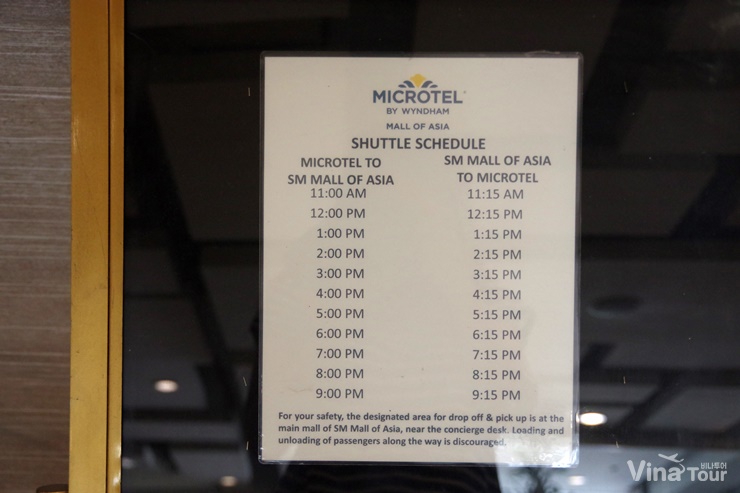 MICROTEL
BY WYNDHAM
MALL OF ASIA
SHUTTLE SCHEDULE
MICROTEL TO SM MALL OF ASIA
SM MALL OF ASIA TO MICROTEL
11:00 AM 11:15 AM
12:00 PM 12:15 PM
1:00 PM 1:15 PM
2:00 PM 2:15 PM
3:00 PM 3:15 PM
4:00 PM 4:15 PM
5:00 PM 5:15 PM
6:00 PM 6:15 PM
7:00 PM 7:15 PM
8:00 PM 8:15 PM
9:00 PM 9:15 PM
For your safety, the designated area for drop off & pick up is at the
main mall of SM Mall of Asia, near the concierge desk. Loading and
unloading of passengers along the way is discouraged.
Vina 비나투어
Tour